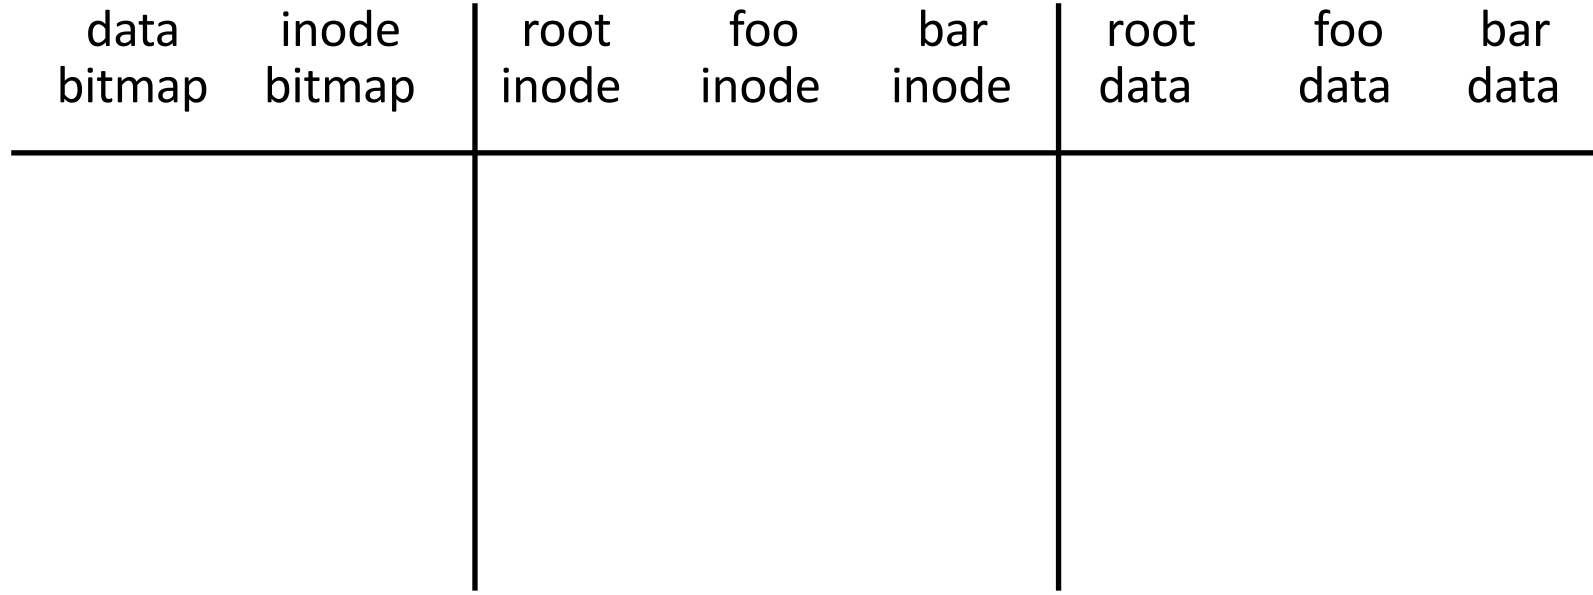 data inode root foo bar root foo bar
bitmap bitmap inode inode inode data data data